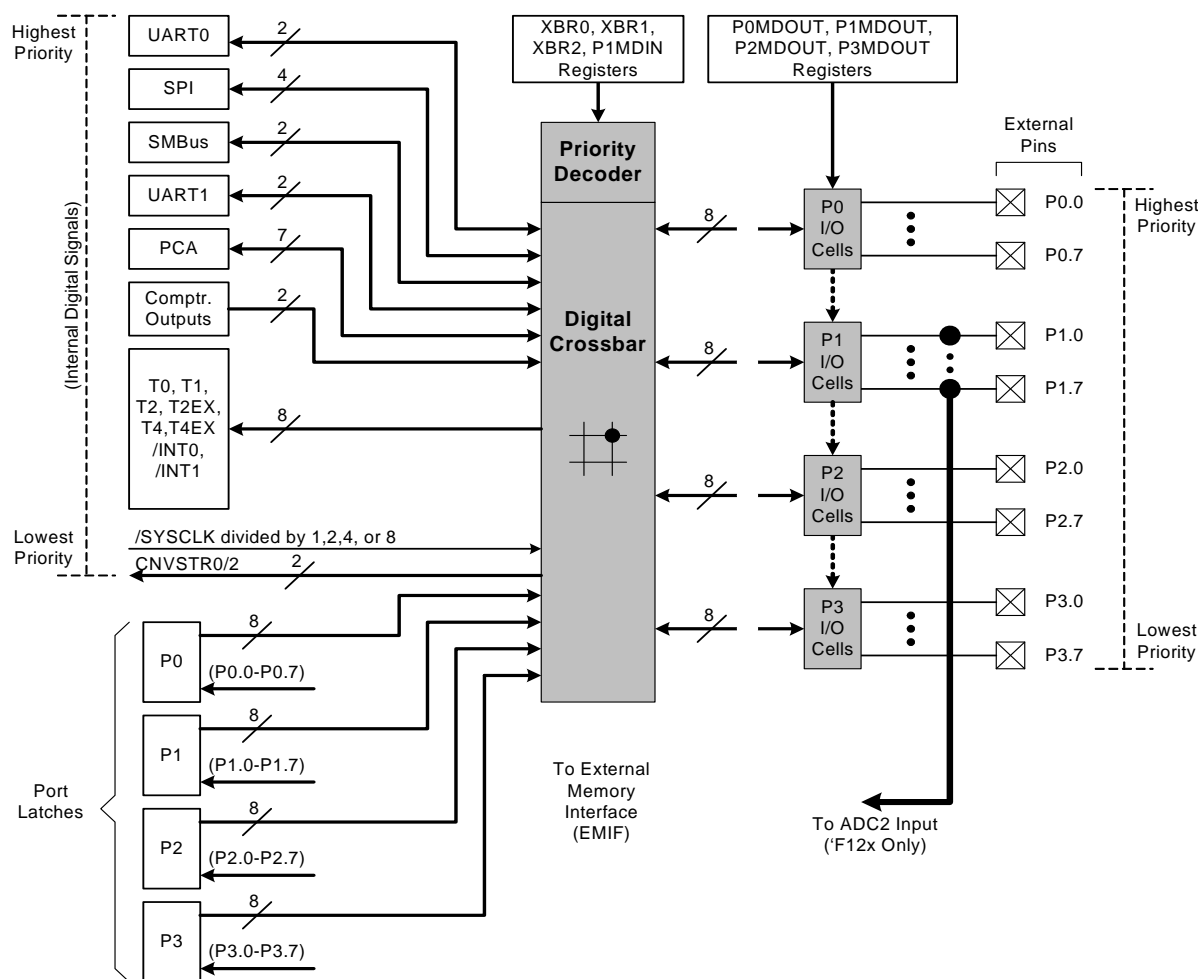 Highest
Priority
(Internal Digital Signals)
Lowest
Priority
UART0
2
SPI
4
SMBus
2
UART1
2
PCA
7
Comptr.
Outputs
2
T0, T1,
T2, T2EX,
T4,T4EX
/INT0,
/INT1
8
/SYSCLK divided by 1,2,4, or 8
CNVSTR0/2
2
Port
Latches
P0
8
(P0.0-P0.7)
P1
8
(P1.0-P1.7)
P2
8
(P2.0-P2.7)
P3
8
(P3.0-P3.7)
XBR0, XBR1,
XBR2, P1MDIN
Registers
Priority
Decoder
Digital
Crossbar
To External
Memory
Interface
(EMIF)
P0MDOUT, P1MDOUT,
P2MDOUT, P3MDOUT
Registers
8
P0
I/O
Cells
8
P1
I/O
Cells
8
P2
I/O
Cells
8
P3
I/O
Cells
External
Pins
P0.0
P0.7
P1.0
P1.7
P2.0
P2.7
P3.0
P3.7
Highest
Priority
Lowest
Priority
To ADC2 Input
(‘F12x Only)